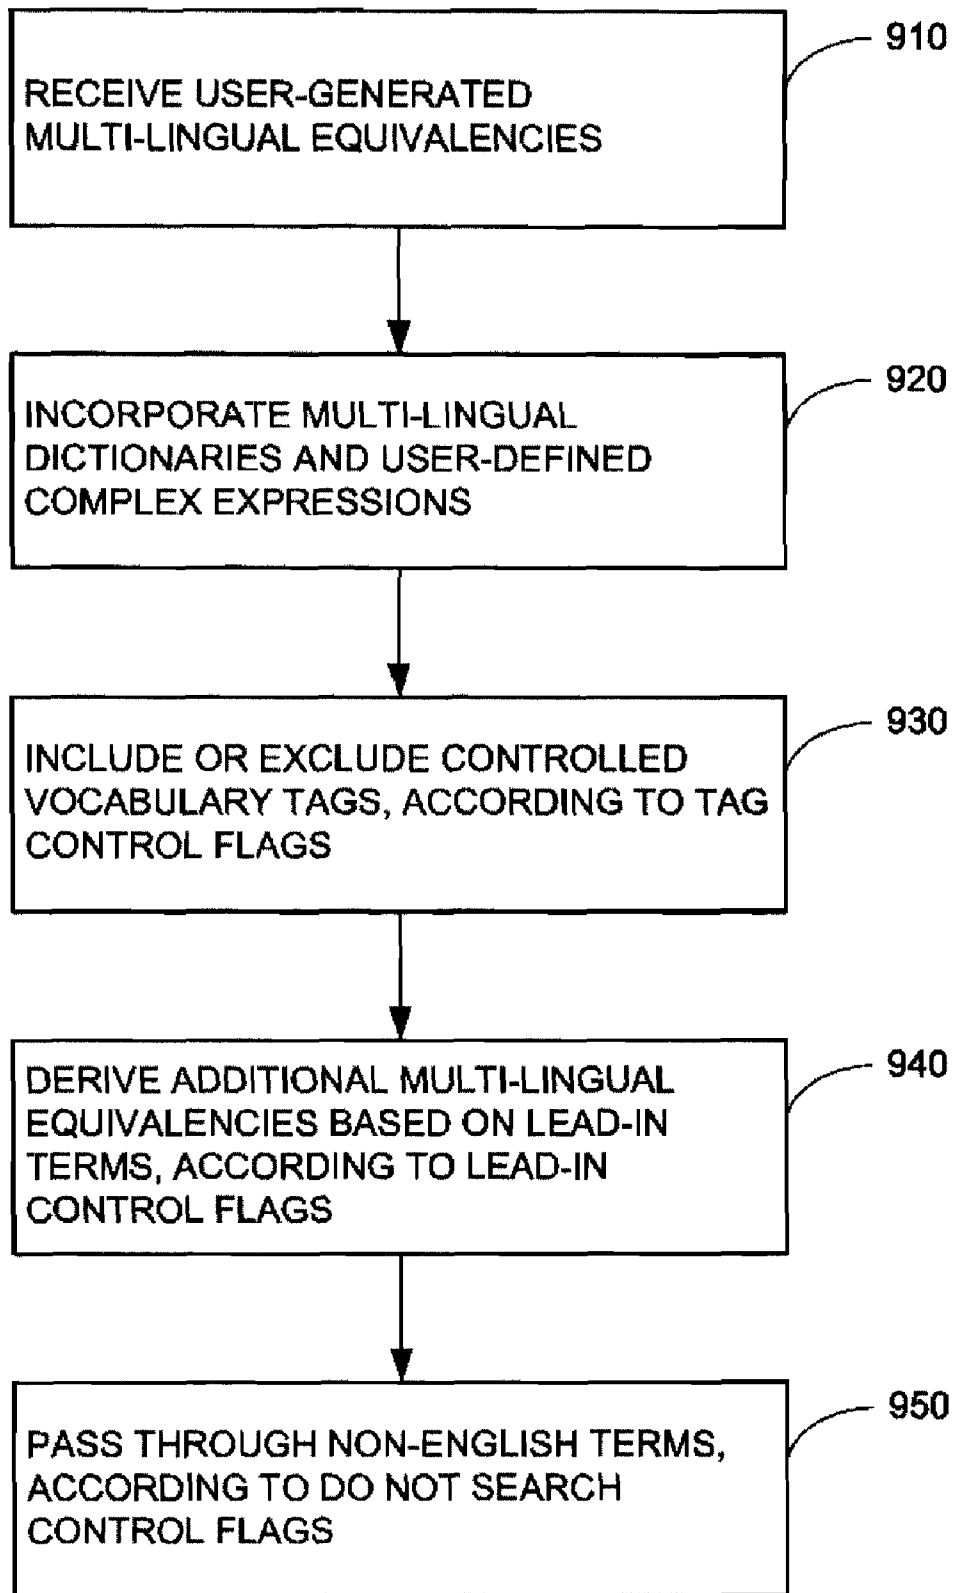 910
RECEIVE USER-GENERATED
MULTI-LINGUAL EQUIVALENCIES
920
INCORPORATE MULTI-LINGUAL
DICTIONARIES AND USER-DEFINED
COMPLEX EXPRESSIONS
930
INCLUDE OR EXCLUDE CONTROLLED
VOCABULARY TAGS, ACCORDING TO TAG
CONTROL FLAGS
940
DERIVE ADDITIONAL MULTI-LINGUAL
EQUIVALENCIES BASED ON LEAD-IN
TERMS, ACCORDING TO LEAD-IN
CONTROL FLAGS
950
PASS THROUGH NON-ENGLISH TERMS,
ACCORDING TO DO NOT SEARCH
CONTROL FLAGS